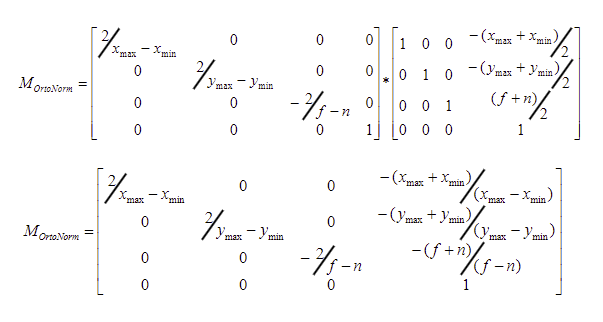 M_OrtoNorm = [ 2/x_max − x_min 0 0 0 ] * [ 1 0 0 −(x_max + x_min)/2 ]
[ 0 2/y_max − y_min 0 0 ] [ 0 1 0 −(y_max + y_min)/2 ]
[ 0 0 − 2/f − n 0 ] [ 0 0 1 (f + n)/2 ]
[ 0 0 0 1 ] [ 0 0 0 1 ]
M_OrtoNorm = [ 2/x_max − x_min 0 0 −(x_max + x_min)/(x_max − x_min) ]
[ 0 2/y_max − y_min 0 −(y_max + y_min)/(y_max − y_min) ]
[ 0 0 − 2/f − n −(f + n)/(f − n) ]
[ 0 0 0 1 ]